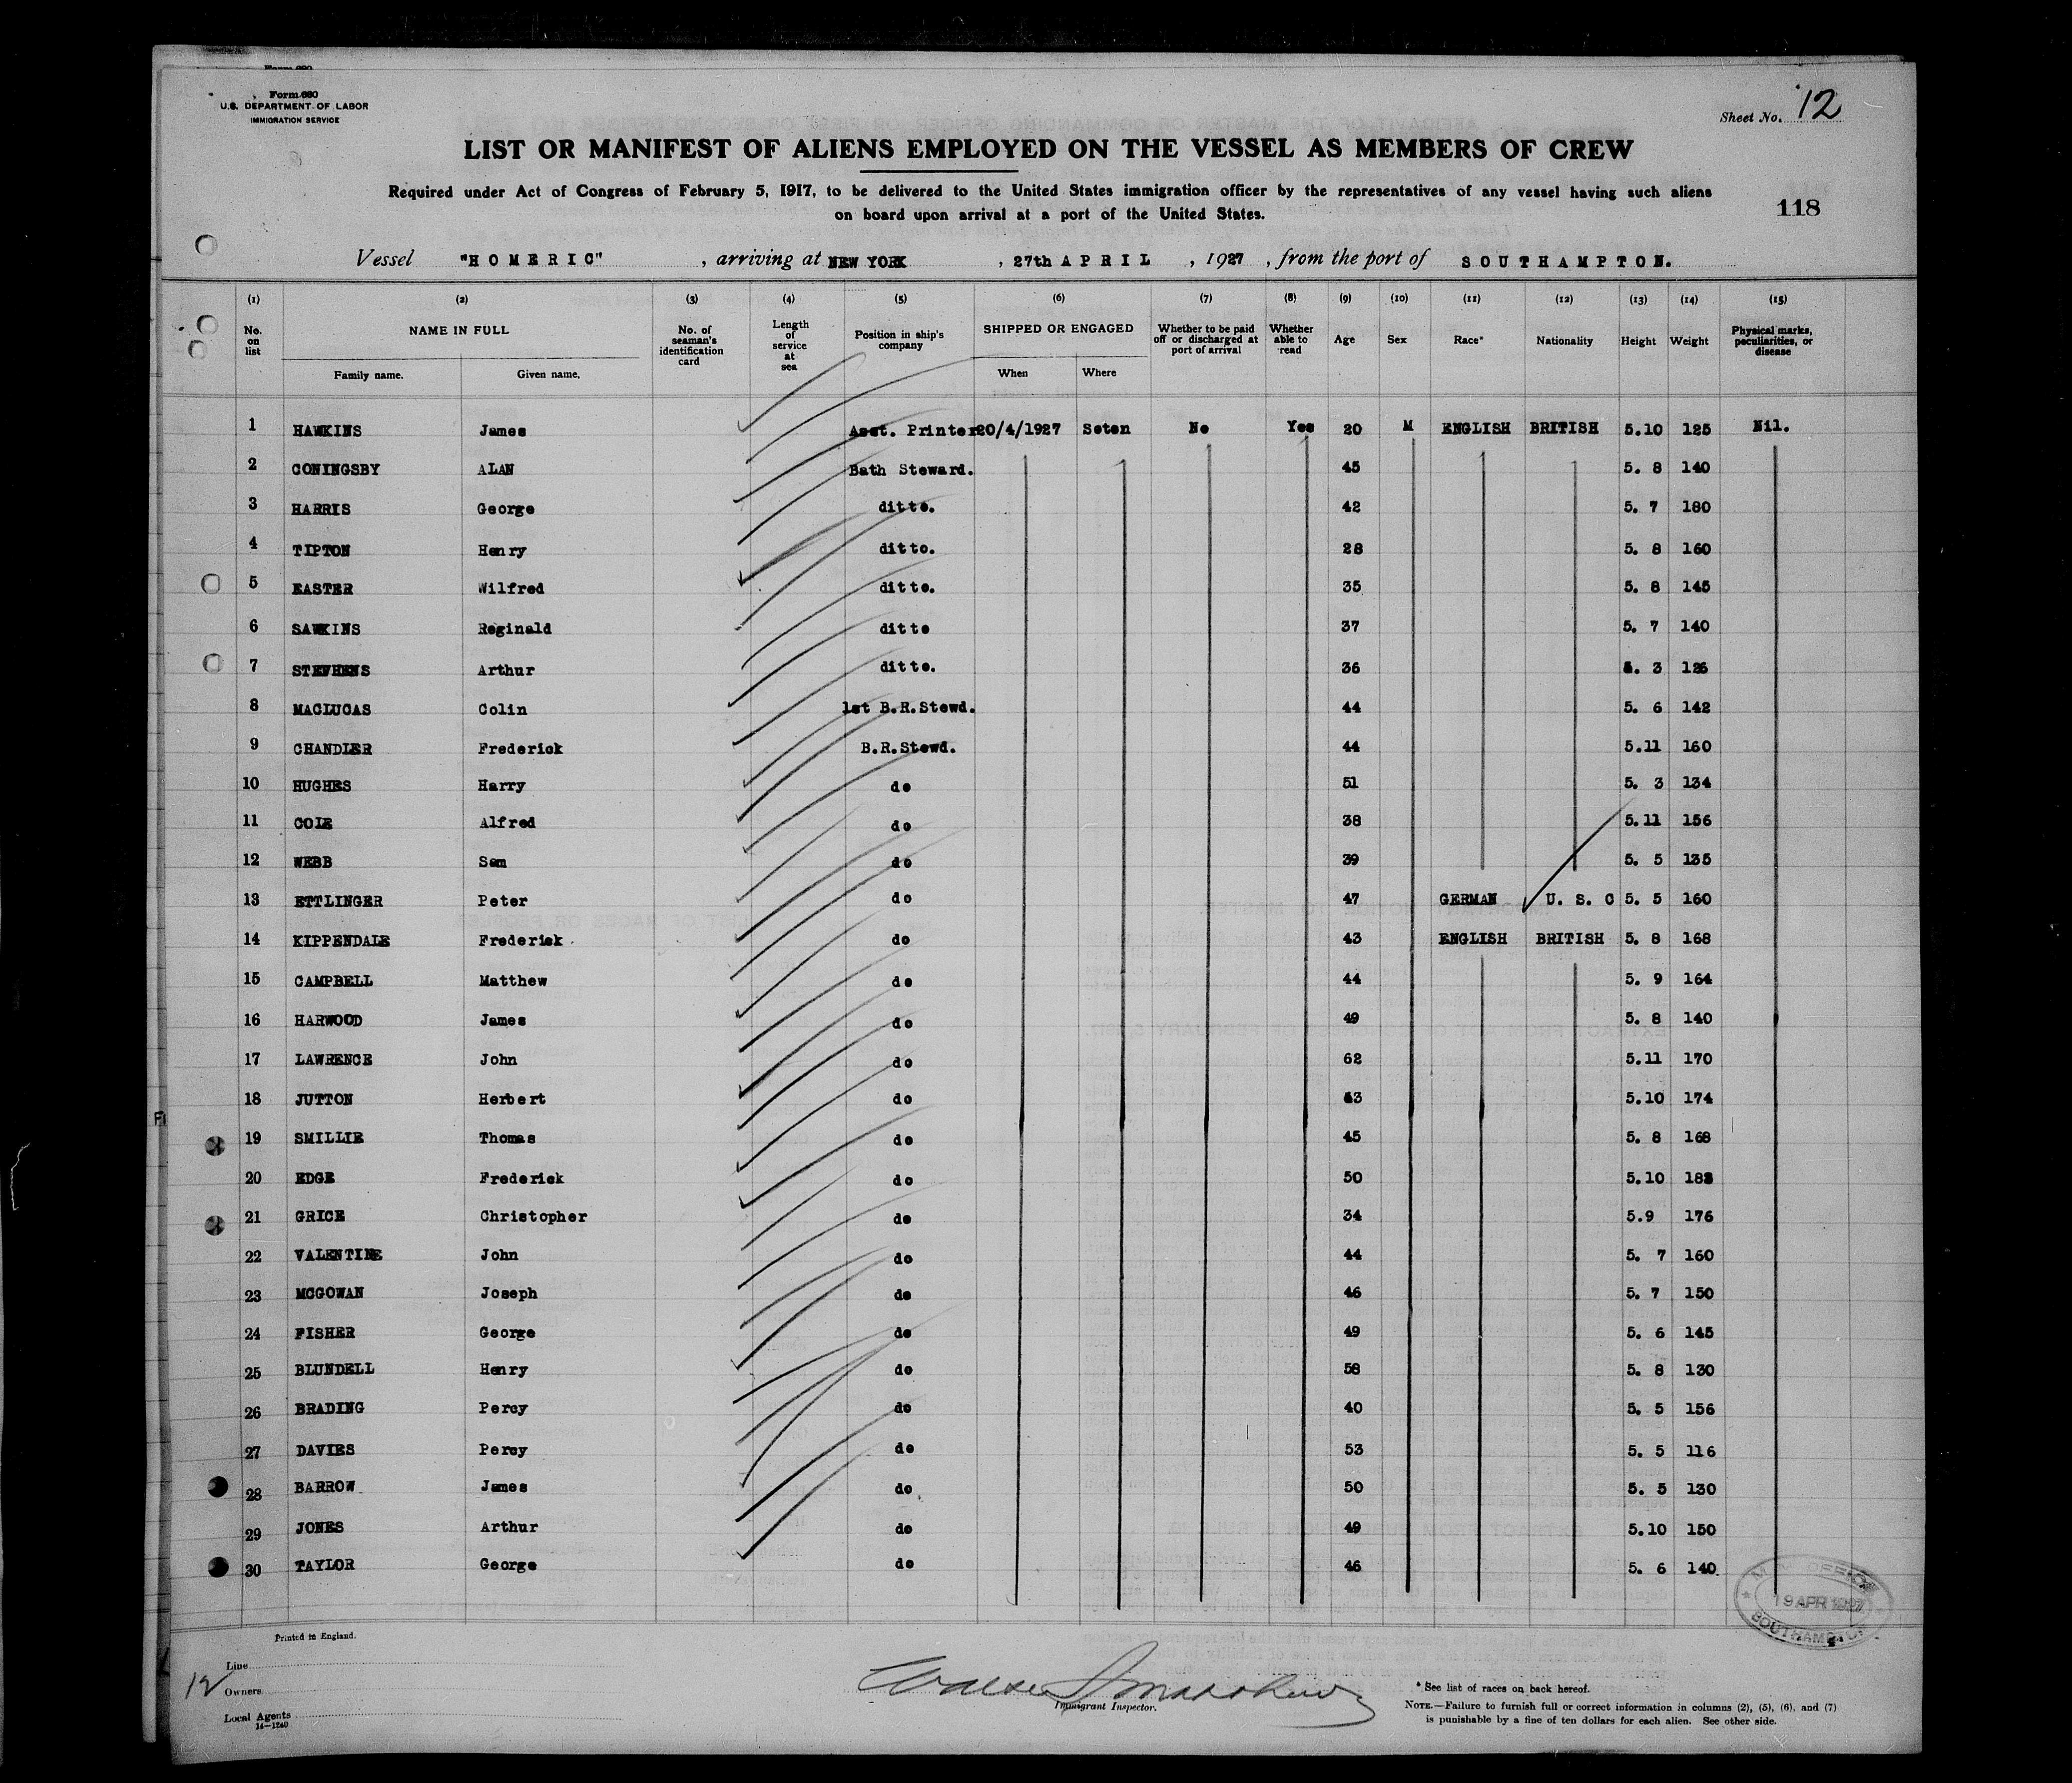 Form 680
U.S. DEPARTMENT OF LABOR
IMMIGRATION SERVICE
Sheet No. 12
LIST OR MANIFEST OF ALIENS EMPLOYED ON THE VESSEL AS MEMBERS OF CREW
Required under Act of Congress of February 5, 1917, to be delivered to the United States immigration officer by the representatives of any vessel having such aliens
on board upon arrival at a port of the United States.
118
Vessel "HOMERIC", arriving at NEW YORK, 27th APRIL, 1927, from the port of SOUTHAMPTON.
(1) (2) (3) (4) (5) (6) (7) (8) (9) (10) (11) (12) (13) (14) (15)
No. on list NAME IN FULL No. of seaman's identification card Length of service at sea Position in ship's company SHIPPED OR ENGAGED Whether to be paid off or discharged at port of arrival Whether able to read Age Sex Race* Nationality Height Weight Physical marks, peculiarities, or disease
Family name. Given name. When Where
1 HAWKINS James Asst. Printer 20/4/1927 Soton No Yes 20 M ENGLISH BRITISH 5.10 125 Nil.
2 CONINGSBY ALAN Bath Steward. 45 5. 8 140
3 HARRIS George ditto. 42 5. 7 180
4 TIPTON Henry ditto. 28 5. 8 160
5 EASTER Wilfred ditto. 35 5. 8 145
6 SAWKINS Reginald ditto 37 5. 7 140
7 STEPHENS Arthur ditto. 36 5. 3 126
8 MACLUCAS Colin 1st B.R.Stewd. 44 5. 6 142
9 CHANDLER Frederick B.R.Stewd. 44 5.11 160
10 HUGHES Harry do 51 5. 3 134
11 COLE Alfred do 38 5.11 156
12 WEBB Sam do 39 5. 5 135
13 ETTLINGER Peter do 47 GERMAN U. S. C 5. 5 160
14 KIPPENDALE Frederick do 43 ENGLISH BRITISH 5. 8 168
15 CAMPBELL Matthew do 44 5. 9 164
16 HARWOOD James do 49 5. 8 140
17 LAWRENCE John do 62 5.11 170
18 JUTTON Herbert do 5.10 174
19 SMILLIE Thomas do 45 5. 8 168
20 EDGE Frederick do 50 5.10
21 GRICE Christopher do 34 5.9 176
22 VALENTINE John do 44 5. 7 160
23 MCGOWAN Joseph do 46 5. 7 150
24 FISHER George do 49 5. 6 145
25 BLUNDELL Henry do 58 5. 8 130
26 BRADING Percy do 40 5. 5 156
27 DAVIES Percy do 53 5. 5 116
28 BARROW James do 50 5. 5 130
29 JONES Arthur do 49 5.10 150
30 TAYLOR George do 46 5. 6 140
19 APR 1927
SOUTHAMPTON
Printed in England.
12
Line
Owners
Local Agents
14—1240
Immigrant Inspector.
* See list of races on back hereof.
NOTE.—Failure to furnish full or correct information in columns (2), (5), (6), and (7)
is punishable by a fine of ten dollars for each alien. See other side.